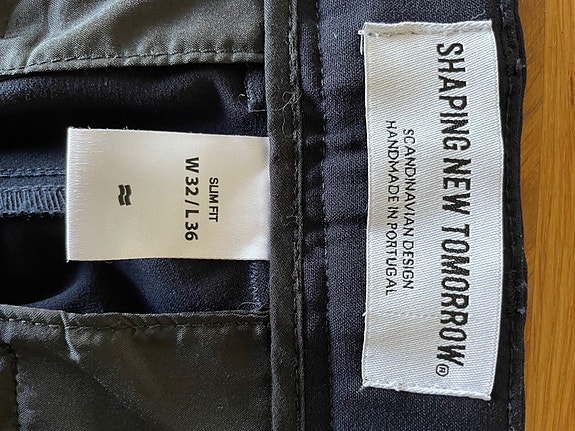 SHAPING NEW TOMORROW®
SCANDINAVIAN DESIGN
HANDMADE IN PORTUGAL
SLIM FIT
W 32 / L 36